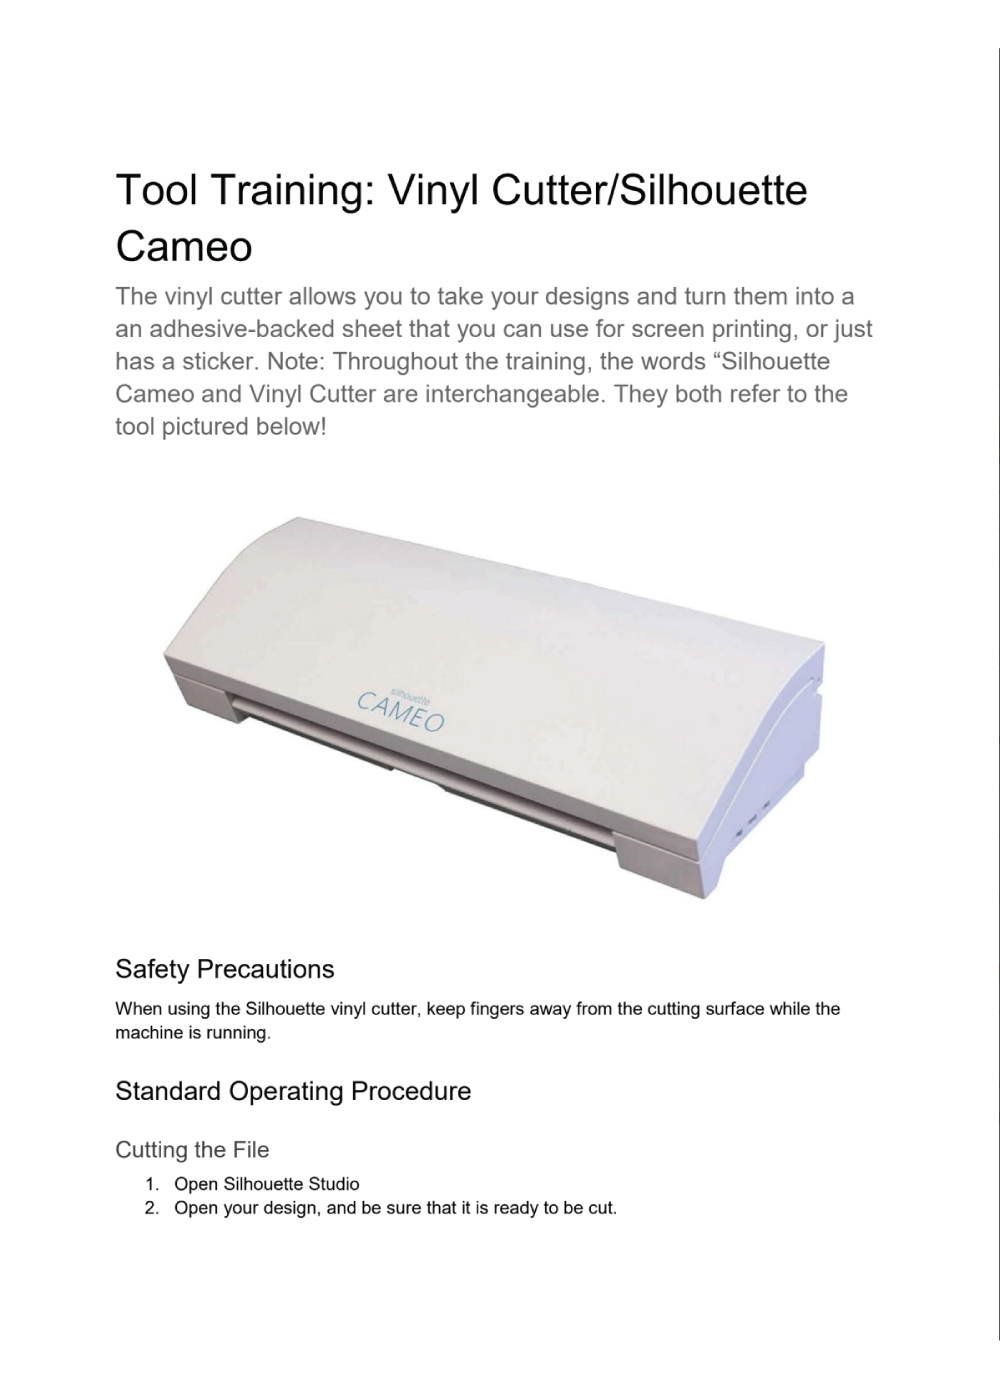 Tool Training: Vinyl Cutter/Silhouette
Cameo
The vinyl cutter allows you to take your designs and turn them into a
an adhesive-backed sheet that you can use for screen printing, or just
has a sticker. Note: Throughout the training, the words “Silhouette
Cameo and Vinyl Cutter are interchangeable. They both refer to the
tool pictured below!
silhouette
CAMEO
Safety Precautions
When using the Silhouette vinyl cutter, keep fingers away from the cutting surface while the
machine is running.
Standard Operating Procedure
Cutting the File
1. Open Silhouette Studio
2. Open your design, and be sure that it is ready to be cut.